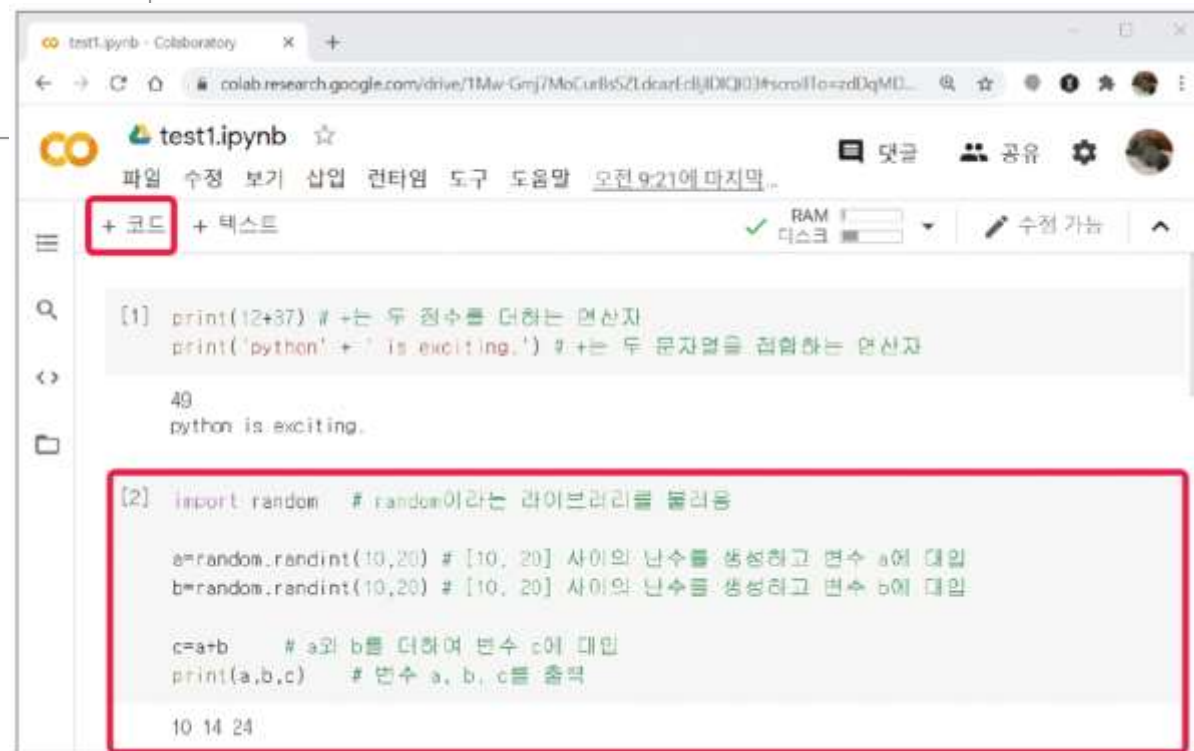 test1.ipynb - Colaboratory
test1.ipynb
댓글 공유
파일 수정 보기 삽입 런타임 도구 도움말 오전 9:21에 마지막...
+ 코드 + 텍스트
RAM
디스크
수정 가능
[1] print(12+37) # +는 두 정수를 더하는 연산자
print('python' + ' is exciting.') # +는 두 문자열을 접합하는 연산자
49
python is exciting.
[2] import random # random이라는 라이브러리를 불러옴
a=random.randint(10,20) # [10, 20] 사이의 난수를 생성하고 변수 a에 대입
b=random.randint(10,20) # [10, 20] 사이의 난수를 생성하고 변수 b에 대입
c=a+b # a와 b를 더하여 변수 c에 대입
print(a,b,c) # 변수 a, b, c를 출력
10 14 24